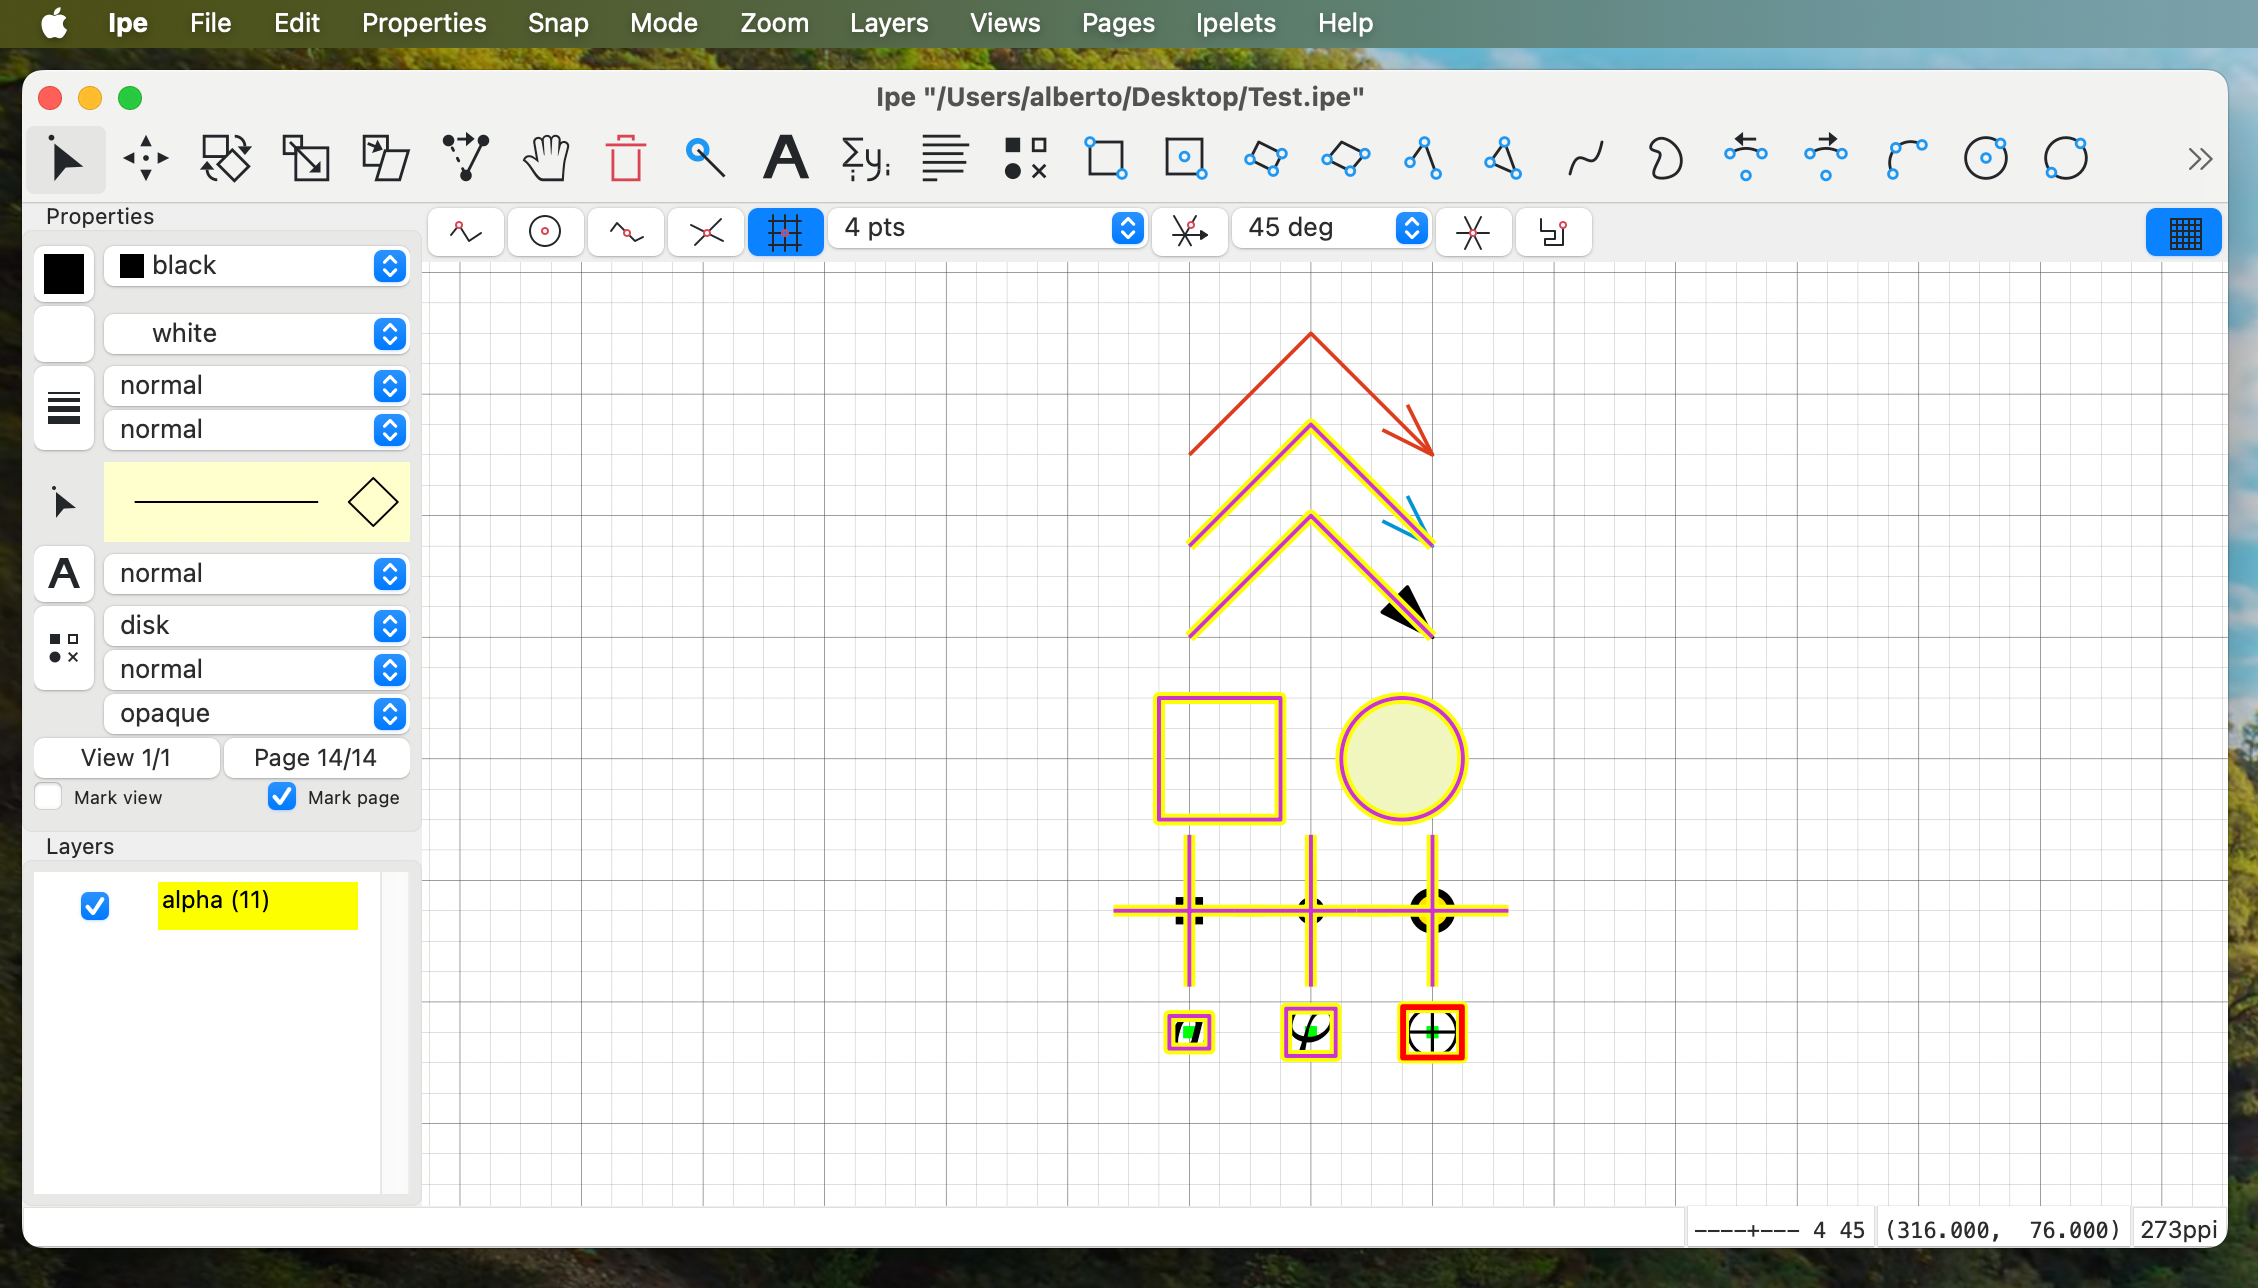 Ipe File Edit Properties Snap Mode Zoom Layers Views Pages Ipelets Help
Ipe "/Users/alberto/Desktop/Test.ipe"
Properties
4 pts
45 deg
black
white
normal
normal
A
normal
disk
normal
opaque
View 1/1
Page 14/14
Mark view
Mark page
Layers
alpha (11)
----+--- 4 45
(316.000, 76.000)
273ppi